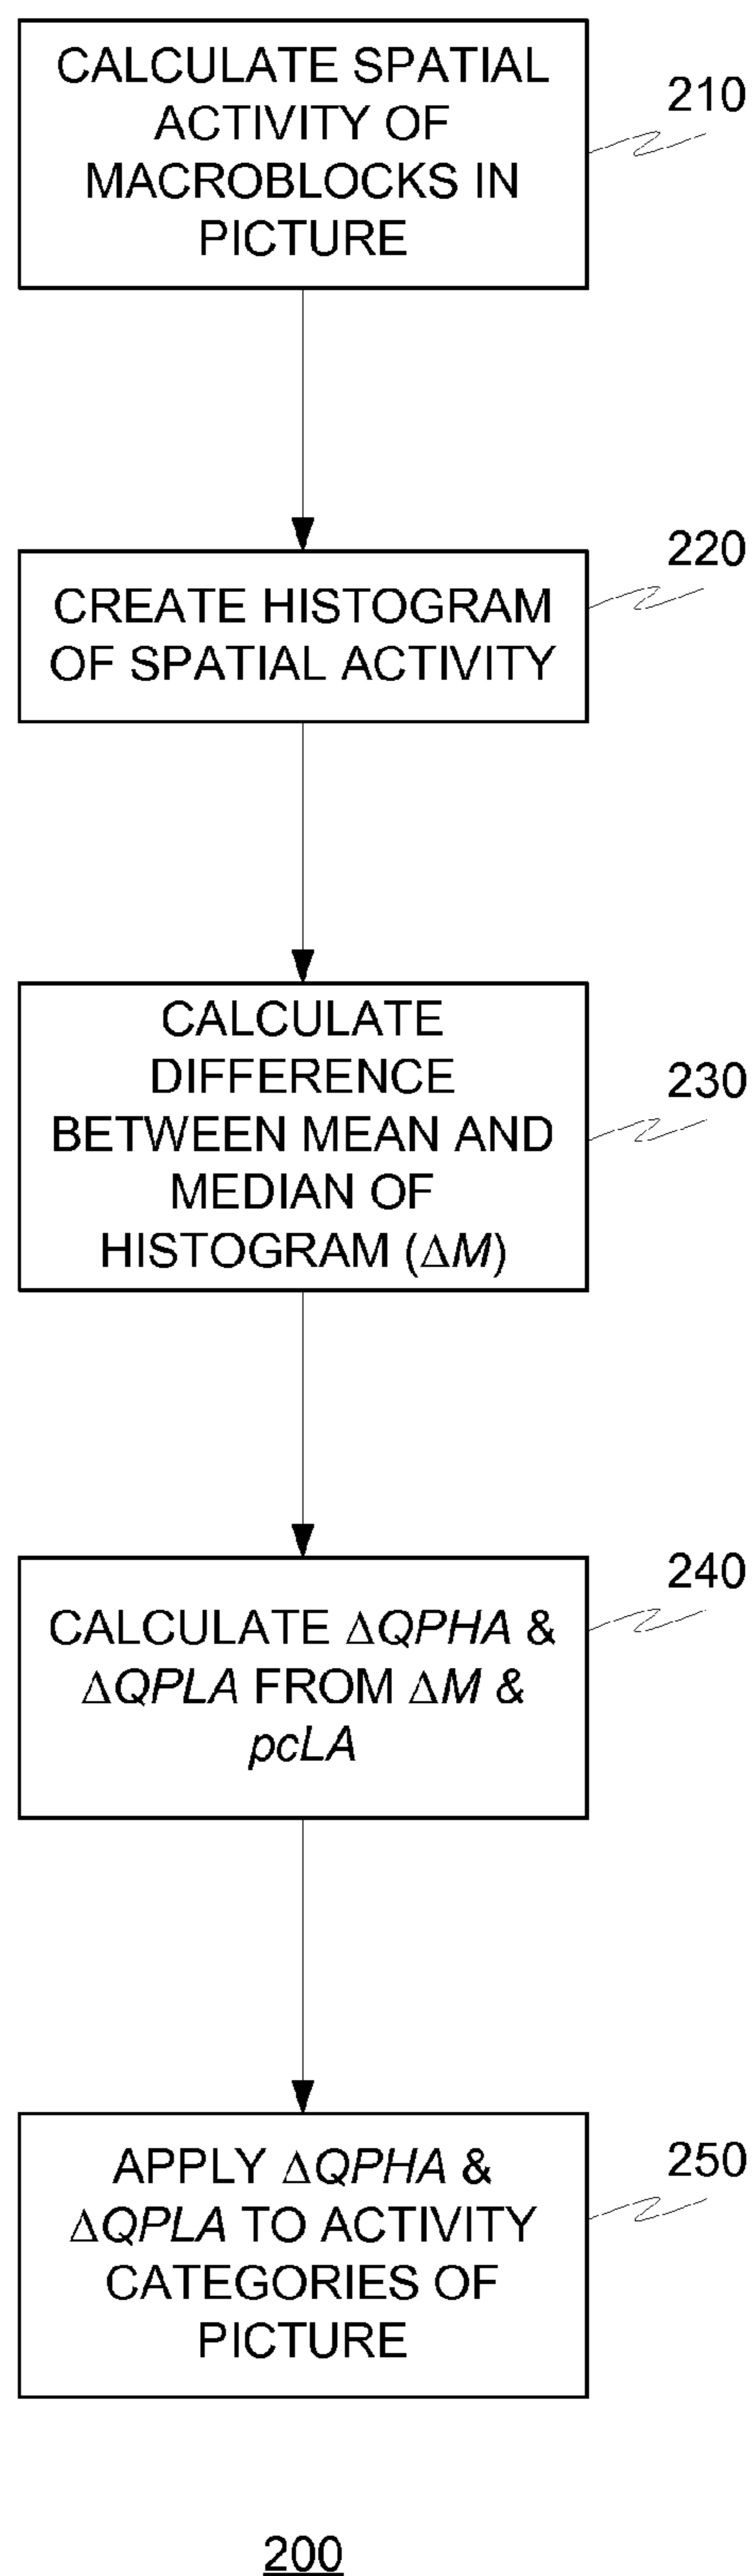 CALCULATE SPATIAL
ACTIVITY OF
MACROBLOCKS IN
PICTURE
210
CREATE HISTOGRAM
OF SPATIAL ACTIVITY
220
CALCULATE
DIFFERENCE
BETWEEN MEAN AND
MEDIAN OF
HISTOGRAM (ΔM)
230
CALCULATE ΔQPHA &
ΔQPLA FROM ΔM &
pcLA
240
APPLY ΔQPHA &
ΔQPLA TO ACTIVITY
CATEGORIES OF
PICTURE
250
200